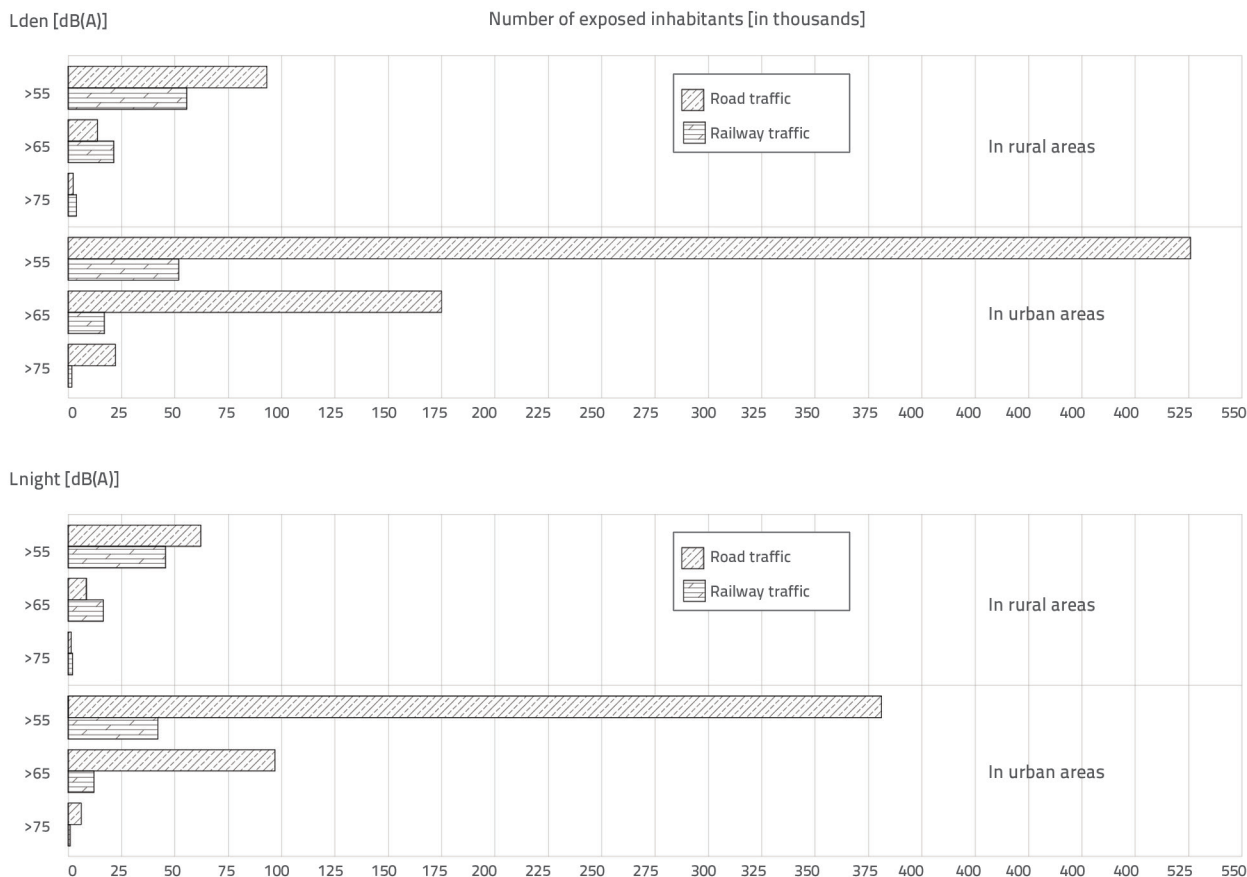 Lden [dB(A)]
Number of exposed inhabitants [in thousands]
>55
>65
>75
Road traffic
Railway traffic
In rural areas
>55
>65
>75
In urban areas
0 25 50 75 100 125 150 175 200 225 250 275 300 325 350 375 400 400 400 400 400 525 550
Lnight [dB(A)]
>55
>65
>75
Road traffic
Railway traffic
In rural areas
>55
>65
>75
In urban areas
0 25 50 75 100 125 150 175 200 225 250 275 300 325 350 375 400 400 400 400 400 525 550